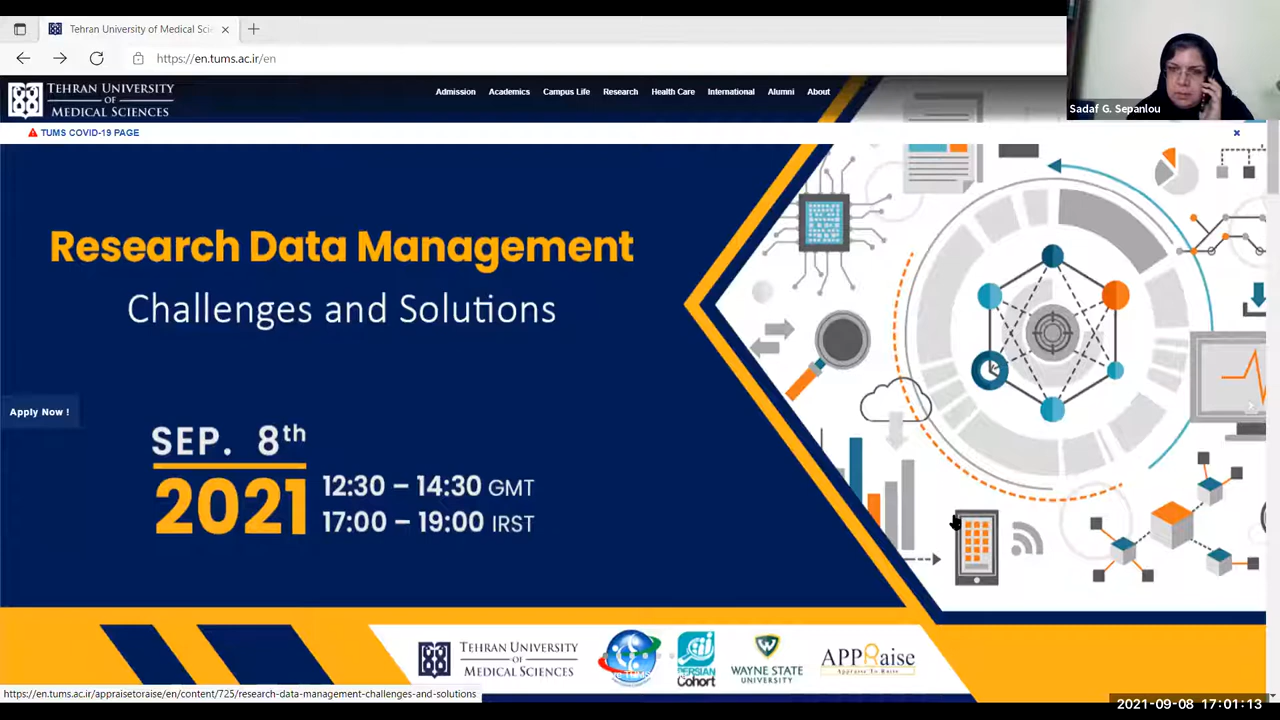 Tehran University of Medical Scie
https://en.tums.ac.ir/en
Sadaf G. Sepanlou
TEHRAN UNIVERSITY
OF
MEDICAL SCIENCES
Admission Academics Campus Life Research Health Care International Alumni About
TUMS COVID-19 PAGE
Research Data Management
Challenges and Solutions
Apply Now !
SEP. 8th
2021
12:30 – 14:30 GMT
17:00 – 19:00 IRST
TEHRAN UNIVERSITY
OF
MEDICAL SCIENCES
PERSIAN
Cohort
WAYNE STATE
UNIVERSITY
APPRaise
Appraise To Raise
https://en.tums.ac.ir/appraisetoraise/en/content/725/research-data-management-challenges-and-solutions
2021-09-08 17:01:13